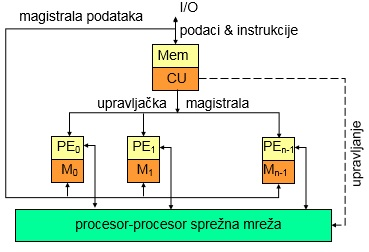 I/O
magistrala podataka
podaci & instrukcije
Mem
CU
upravljačka magistrala
upravljanje
PE0 PE1 PEn-1
M0 M1 Mn-1
procesor-procesor sprežna mreža